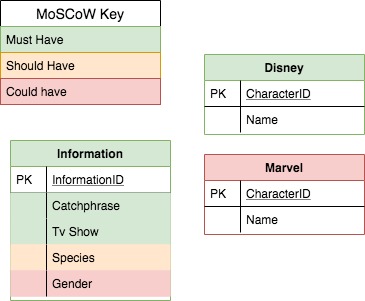 MoSCoW Key
Must Have
Should Have
Could have
Disney
PK CharacterID
Name
Information
PK InformationID
Catchphrase
Tv Show
Species
Gender
Marvel
PK CharacterID
Name